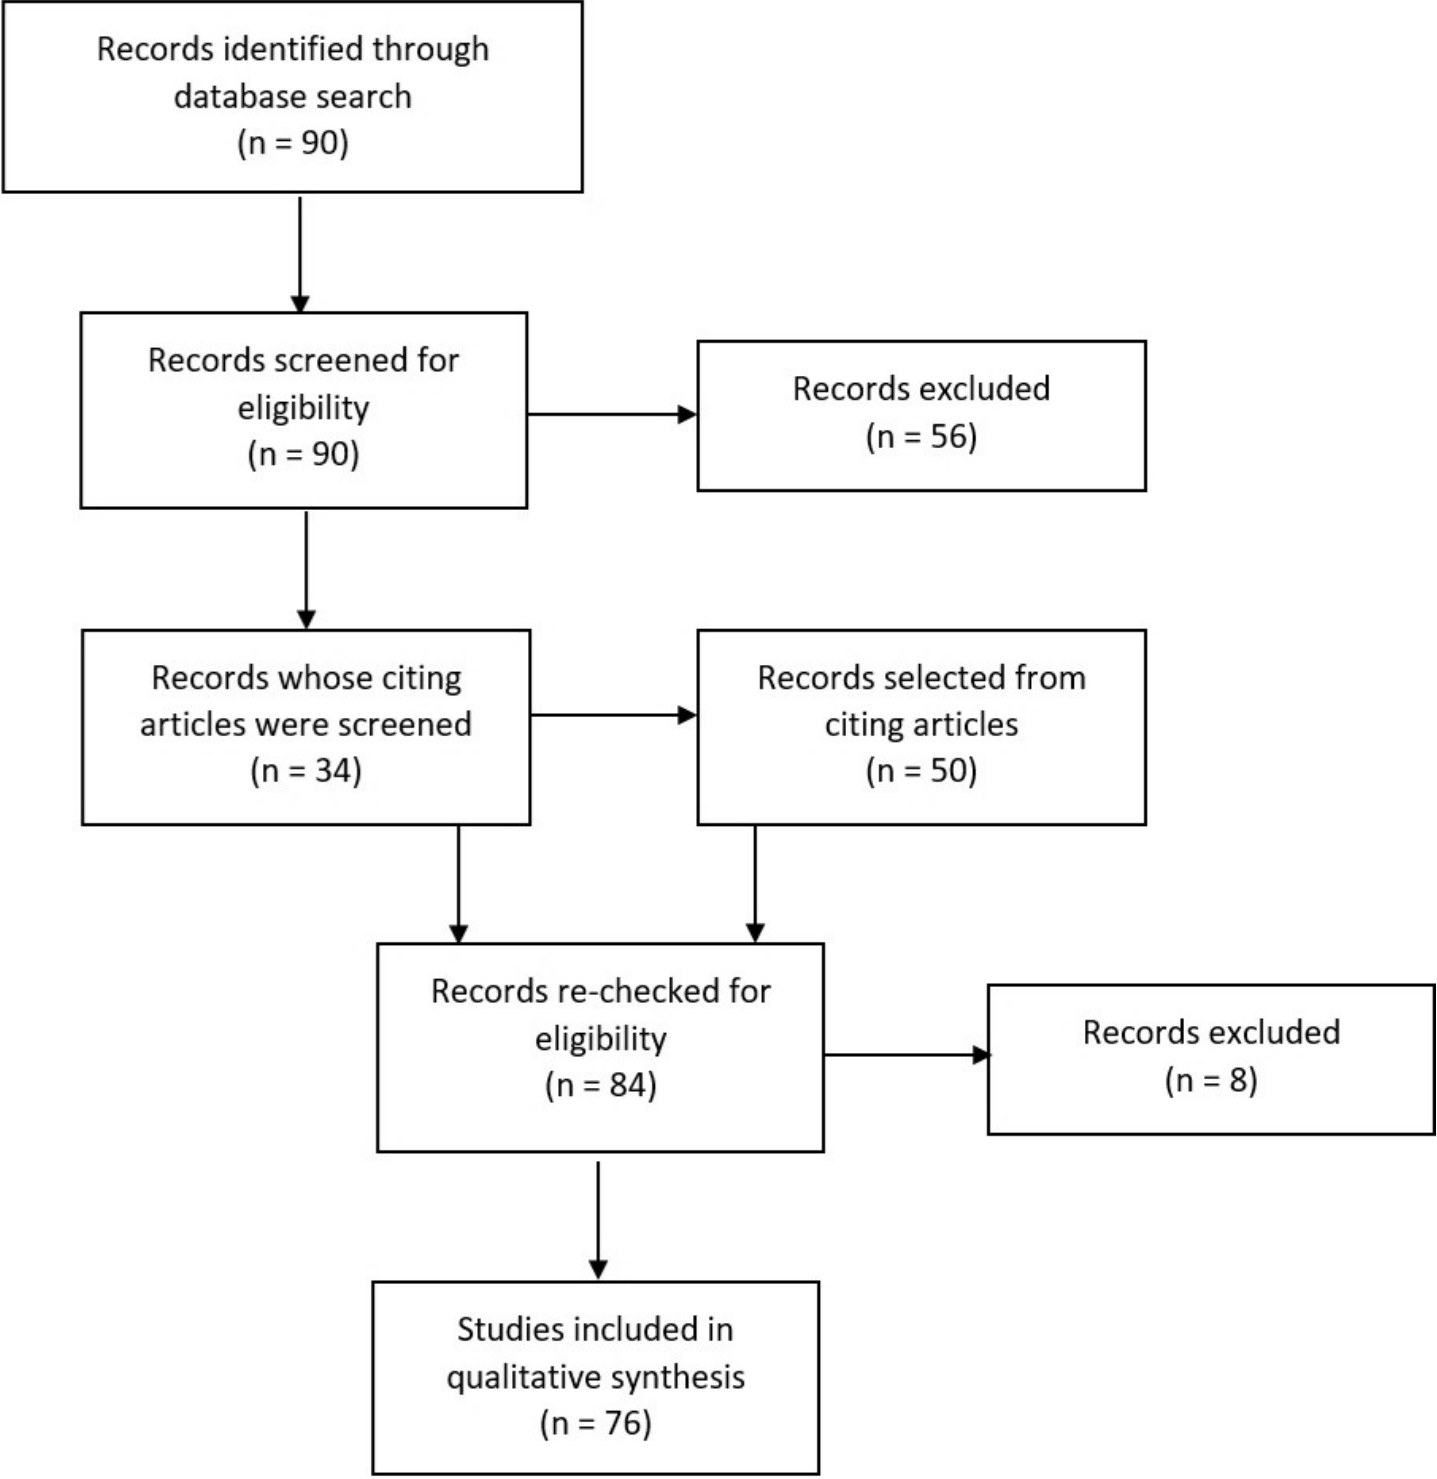 Records identified through
database search
(n = 90)
Records screened for
eligibility
(n = 90)
Records excluded
(n = 56)
Records whose citing
articles were screened
(n = 34)
Records selected from
citing articles
(n = 50)
Records re-checked for
eligibility
(n = 84)
Records excluded
(n = 8)
Studies included in
qualitative synthesis
(n = 76)